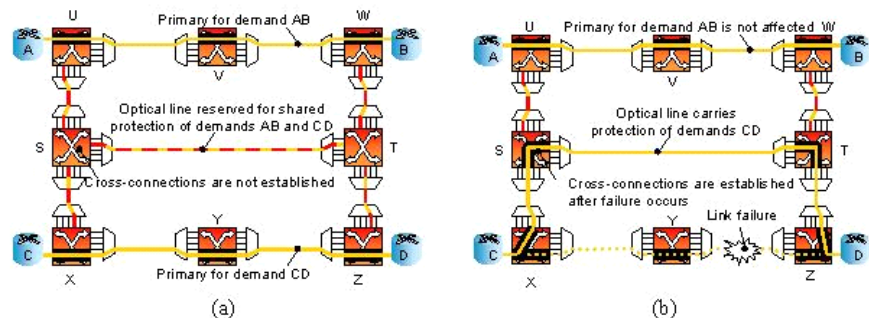 U
W
Primary for demand AB
A
B
V
Optical line reserved for shared
protection of demands AB and CD
S
T
Cross-connections are not established
Y
C
D
Primary for demand CD
X
Z
(a)
U
Primary for demand AB is not affected W
A
B
V
Optical line carries
protection of demands CD
S
T
Cross-connections are established
after failure occurs
Y
Link failure
C
D
X
Z
(b)